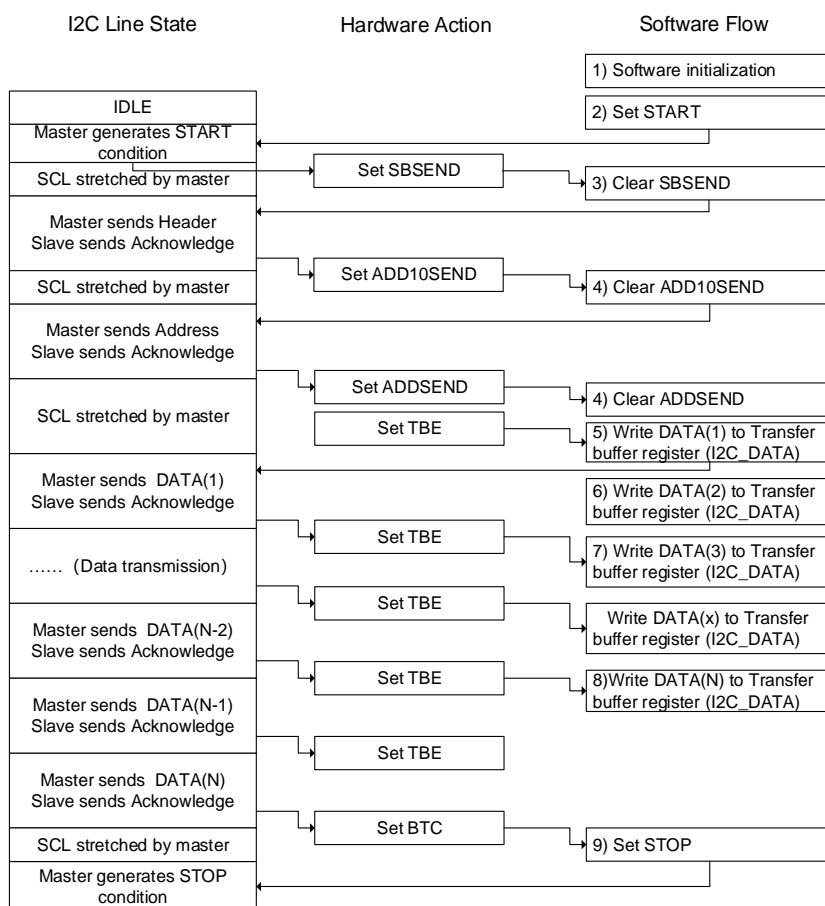 I2C Line State
Hardware Action
Software Flow
1) Software initialization
IDLE
2) Set START
Master generates START
condition
Set SBSEND
SCL stretched by master
3) Clear SBSEND
Master sends Header
Slave sends Acknowledge
Set ADD10SEND
SCL stretched by master
4) Clear ADD10SEND
Master sends Address
Slave sends Acknowledge
Set ADDSEND
4) Clear ADDSEND
SCL stretched by master
Set TBE
5) Write DATA(1) to Transfer
buffer register (I2C_DATA)
Master sends DATA(1)
Slave sends Acknowledge
6) Write DATA(2) to Transfer
buffer register (I2C_DATA)
Set TBE
7) Write DATA(3) to Transfer
buffer register (I2C_DATA)
…… (Data transmission)
Set TBE
Write DATA(x) to Transfer
buffer register (I2C_DATA)
Master sends DATA(N-2)
Slave sends Acknowledge
Set TBE
8)Write DATA(N) to Transfer
buffer register (I2C_DATA)
Master sends DATA(N-1)
Slave sends Acknowledge
Set TBE
Master sends DATA(N)
Slave sends Acknowledge
Set BTC
SCL stretched by master
9) Set STOP
Master generates STOP
condition